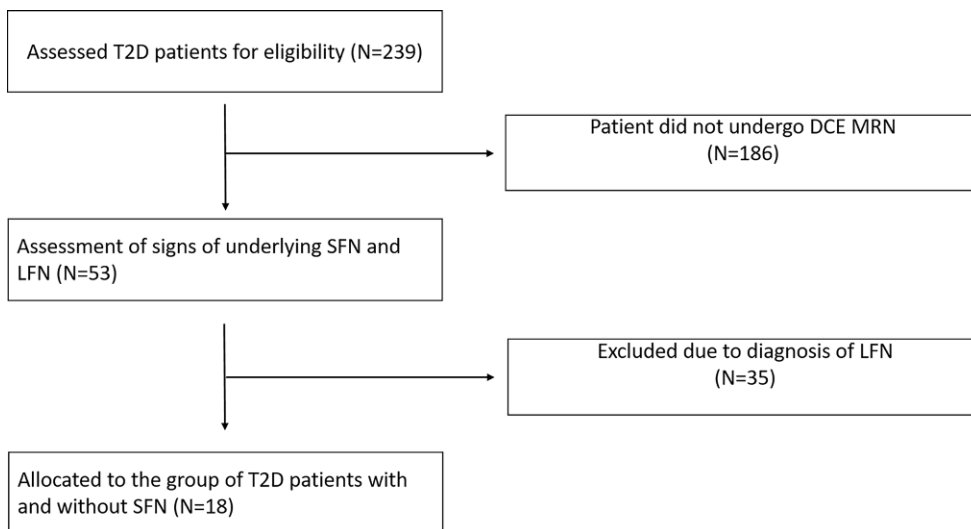 Assessed T2D patients for eligibility (N=239)
Patient did not undergo DCE MRN
(N=186)
Assessment of signs of underlying SFN and
LFN (N=53)
Excluded due to diagnosis of LFN
(N=35)
Allocated to the group of T2D patients with
and without SFN (N=18)